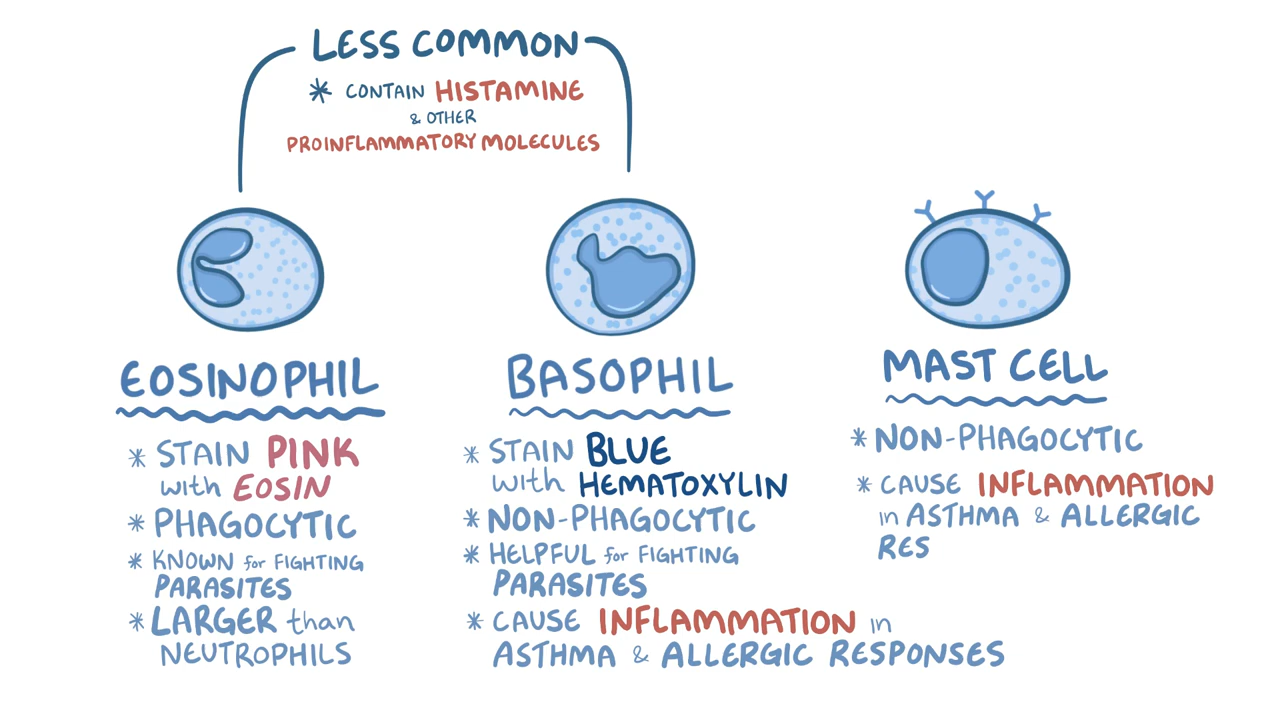 LESS COMMON
* CONTAIN HISTAMINE
& OTHER
PROINFLAMMATORY MOLECULES
EOSINOPHIL
* STAIN PINK
with EOSIN
* PHAGOCYTIC
* KNOWN for FIGHTING
PARASITES
* LARGER than
NEUTROPHILS
BASOPHIL
* STAIN BLUE
with HEMATOXYLIN
* NON-PHAGOCYTIC
* HELPFUL for FIGHTING
PARASITES
* CAUSE INFLAMMATION in
ASTHMA & ALLERGIC RESPONSES
MAST CELL
* NON-PHAGOCYTIC
* CAUSE INFLAMMATION
in ASTHMA & ALLERGIC
RES